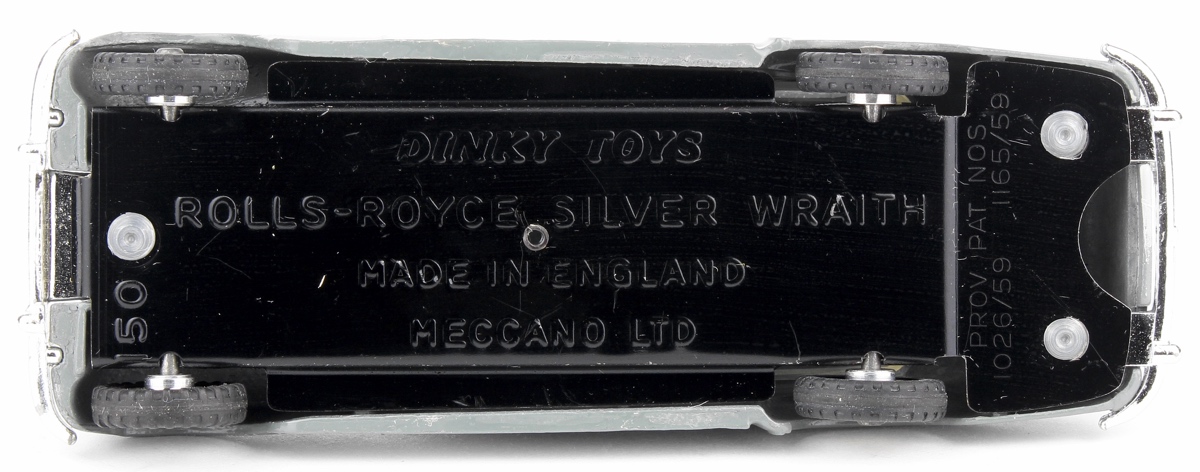 DINKY TOYS
ROLLS-ROYCE SILVER WRAITH
MADE IN ENGLAND
MECCANO LTD
150
PROV. PAT. NOS.
1026/59 1165/59